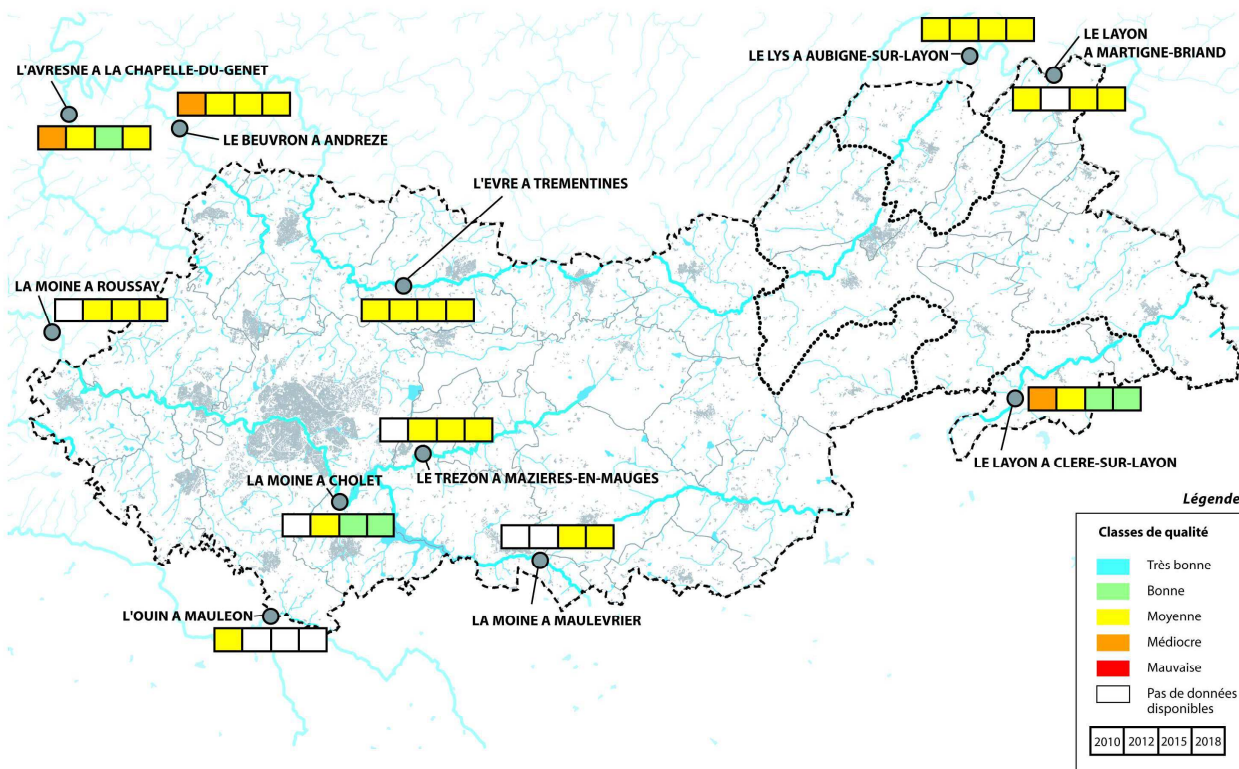 LE LAYON
A MARTIGNE-BRIAND
LE LYS A AUBIGNE-SUR-LAYON
L'AVRESNE A LA CHAPELLE-DU-GENET
LE BEUVRON A ANDREZE
L'EVRE A TREMENTINES
LA MOINE A ROUSSAY
LE LAYON A CLERE-SUR-LAYON
LA MOINE A CHOLET
LE TREZON A MAZIERES-EN-MAUGES
L'OUIN A MAULEON
LA MOINE A MAULEVRIER
Légende
Classes de qualité
Très bonne
Bonne
Moyenne
Médiocre
Mauvaise
Pas de données
disponibles
2010 2012 2015 2018